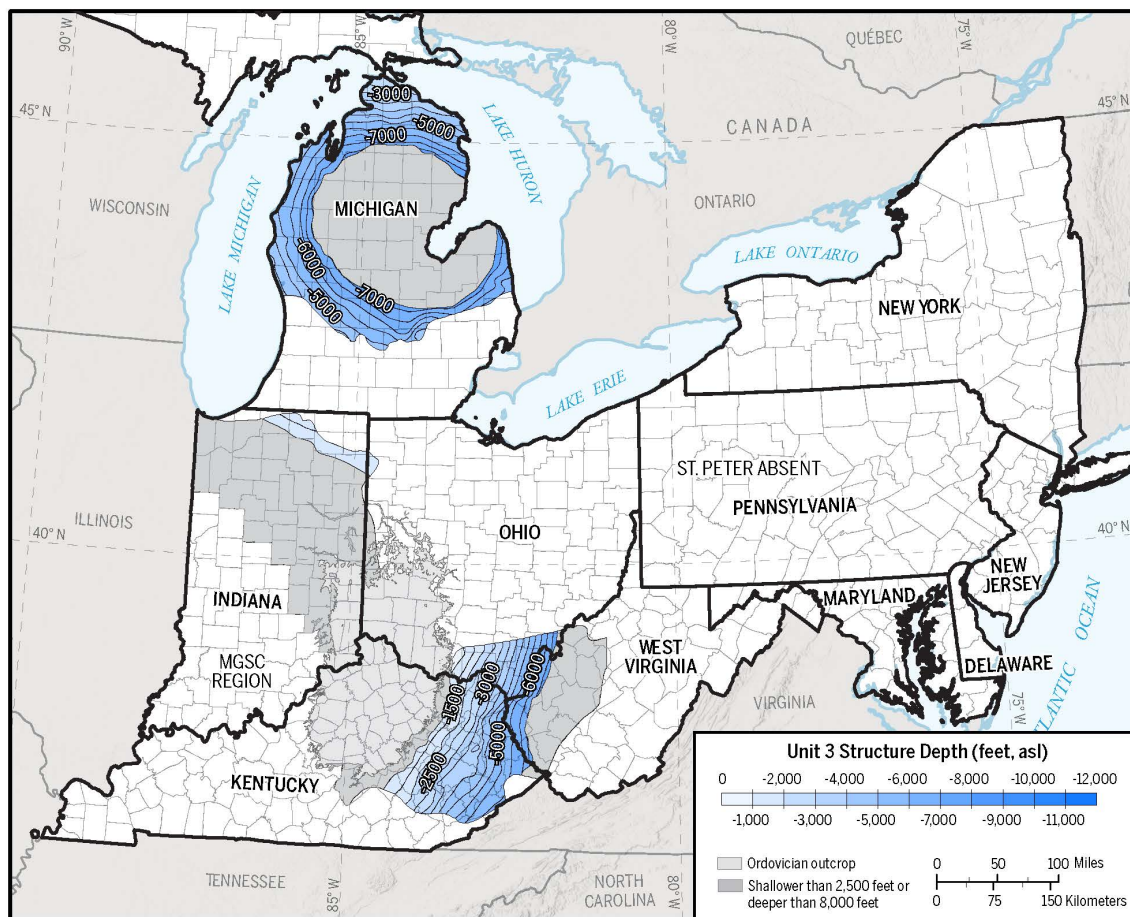 90° W
85° W
80° W
75° W
QUÉBEC
45° N
-3000
-5000
-7000
CANADA
45° N
LAKE HURON
WISCONSIN
LAKE MICHIGAN
MICHIGAN
ONTARIO
LAKE ONTARIO
-6000
-5000
-7000
NEW YORK
LAKE ERIE
ST. PETER ABSENT
PENNSYLVANIA
ILLINOIS
OHIO
40° N
40° N
NEW
JERSEY
INDIANA
MARYLAND
WEST
VIRGINIA
MGSC
REGION
DELAWARE
-6000
-3000
-1500
-5000
-2500
VIRGINIA
75° W
ATLANTIC OCEAN
KENTUCKY
TENNESSEE
85° W
NORTH
CAROLINA
80° W
Unit 3 Structure Depth (feet, asl)
0 -2,000 -4,000 -6,000 -8,000 -10,000 -12,000
-1,000 -3,000 -5,000 -7,000 -9,000 -11,000
Ordovician outcrop
Shallower than 2,500 feet or
deeper than 8,000 feet
0 50 100 Miles
0 75 150 Kilometers